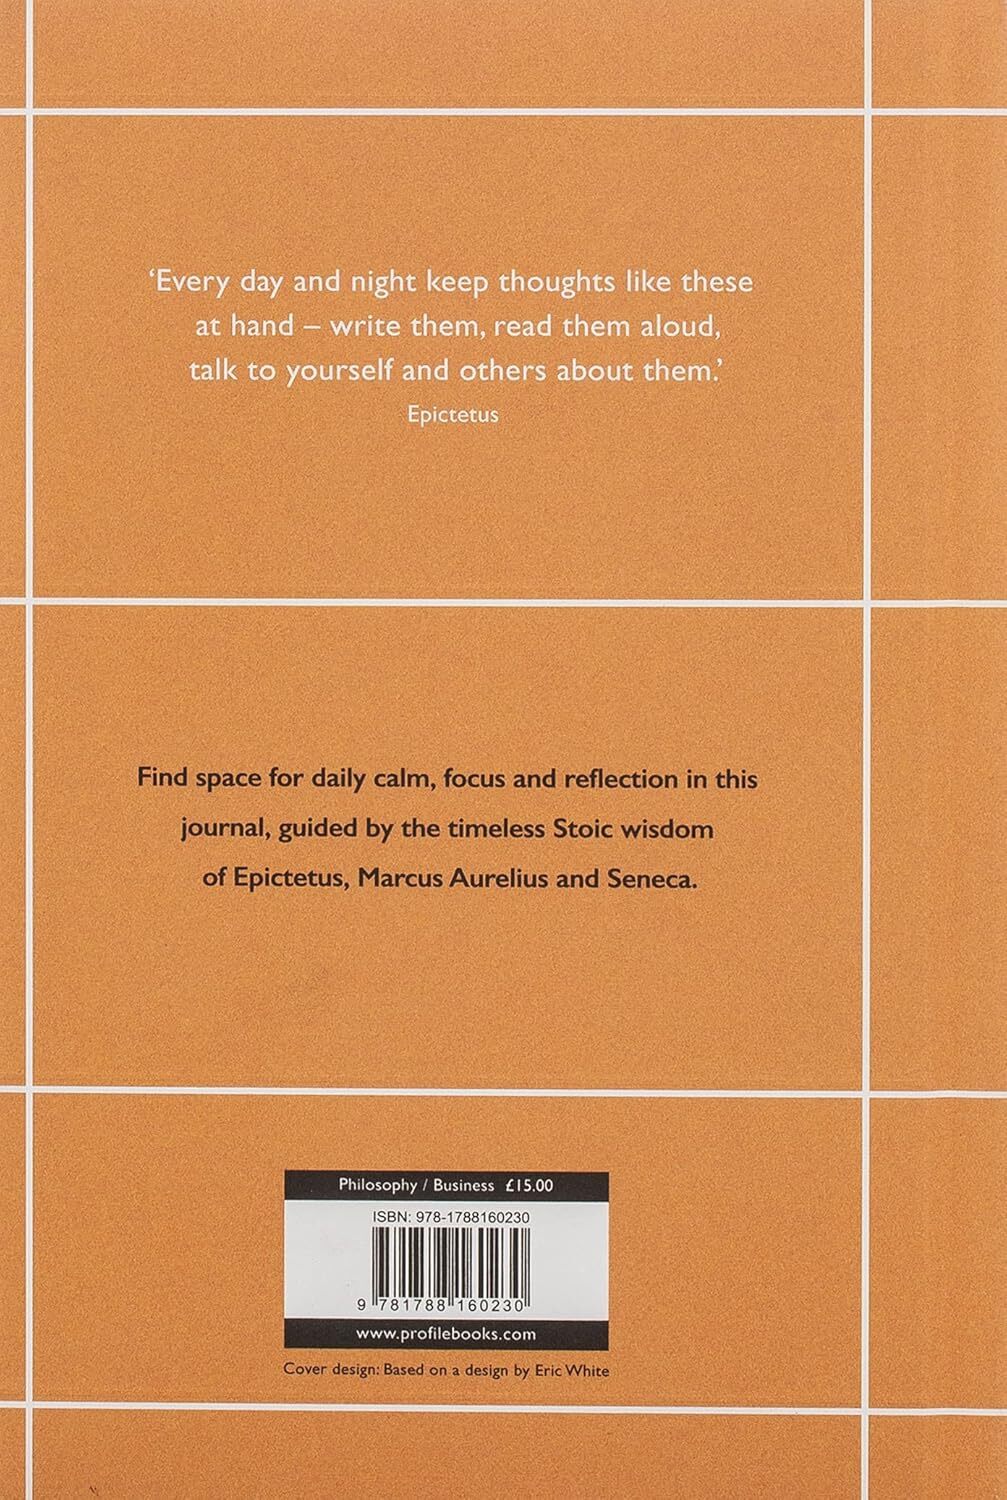 ‘Every day and night keep thoughts like these
at hand – write them, read them aloud,
talk to yourself and others about them.’
Epictetus
Find space for daily calm, focus and reflection in this
journal, guided by the timeless Stoic wisdom
of Epictetus, Marcus Aurelius and Seneca.
Philosophy / Business £15.00
ISBN: 978-1788160230
9 781788 160230
www.profilebooks.com
Cover design: Based on a design by Eric White